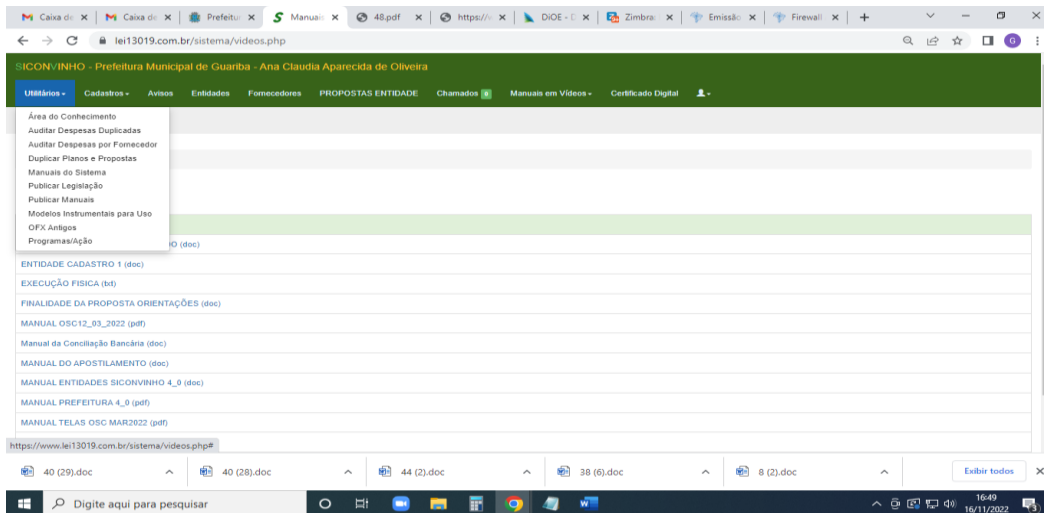 Caixa de
Caixa de
Prefeitu
Manuais
48.pdf
https://
DiOE - D
Zimbra:
Emissão
Firewall
lei13019.com.br/sistema/videos.php
G
SICONVINHO - Prefeitura Municipal de Guariba - Ana Claudia Aparecida de Oliveira
Utilitários Cadastros Avisos Entidades Fornecedores PROPOSTAS ENTIDADE Chamados Manuais em Vídeos Certificado Digital
Área do Conhecimento
Auditar Despesas Duplicadas
Auditar Despesas por Fornecedor
Duplicar Planos e Propostas
Manuais do Sistema
Publicar Legislação
Publicar Manuais
Modelos Instrumentais para Uso
OFX Antigos
Programas/Ação
O (doc)
ENTIDADE CADASTRO 1 (doc)
EXECUÇÃO FISICA (txt)
FINALIDADE DA PROPOSTA ORIENTAÇÕES (doc)
MANUAL OSC12_03_2022 (pdf)
Manual da Conciliação Bancária (doc)
MANUAL DO APOSTILAMENTO (doc)
MANUAL ENTIDADES SICONVINHO 4_0 (doc)
MANUAL PREFEITURA 4_0 (pdf)
MANUAL TELAS OSC MAR2022 (pdf)
https://www.lei13019.com.br/sistema/videos.php#
40 (29).doc 40 (28).doc 44 (2).doc 38 (6).doc 8 (2).doc Exibir todos
Digite aqui para pesquisar
16:49
16/11/2022